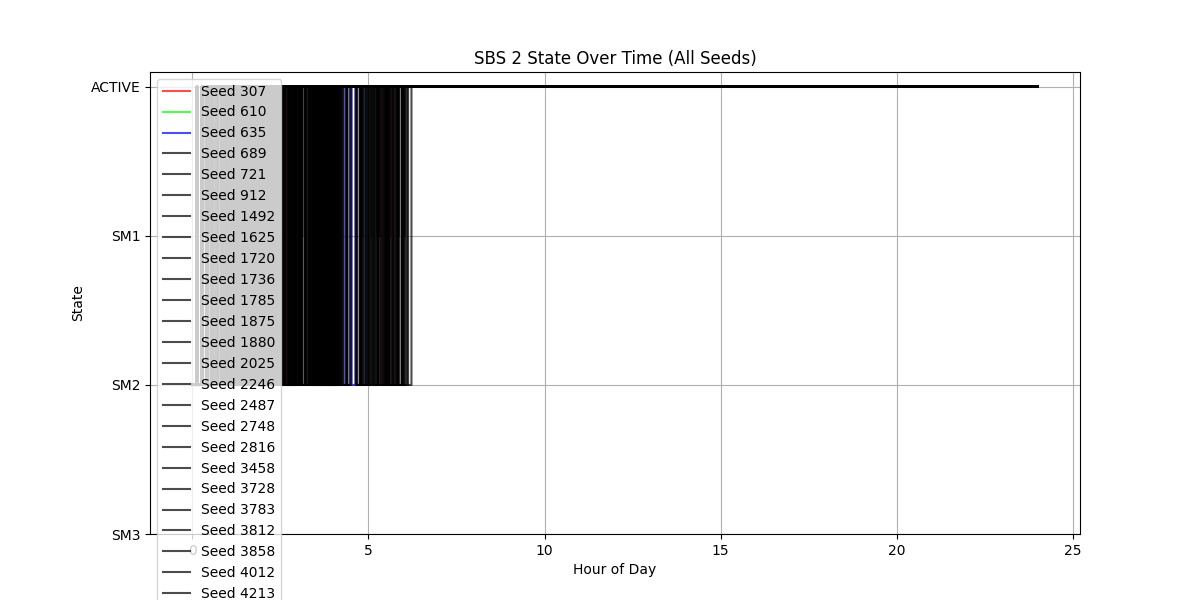 SBS 2 State Over Time (All Seeds)
ACTIVE
SM1
SM2
SM3
State
Seed 307
Seed 610
Seed 635
Seed 689
Seed 721
Seed 912
Seed 1492
Seed 1625
Seed 1720
Seed 1736
Seed 1785
Seed 1875
Seed 1880
Seed 2025
Seed 2246
Seed 2487
Seed 2748
Seed 2816
Seed 3458
Seed 3728
Seed 3783
Seed 3812
Seed 3858
Seed 4012
Seed 4213
0 5 10 15 20 25
Hour of Day